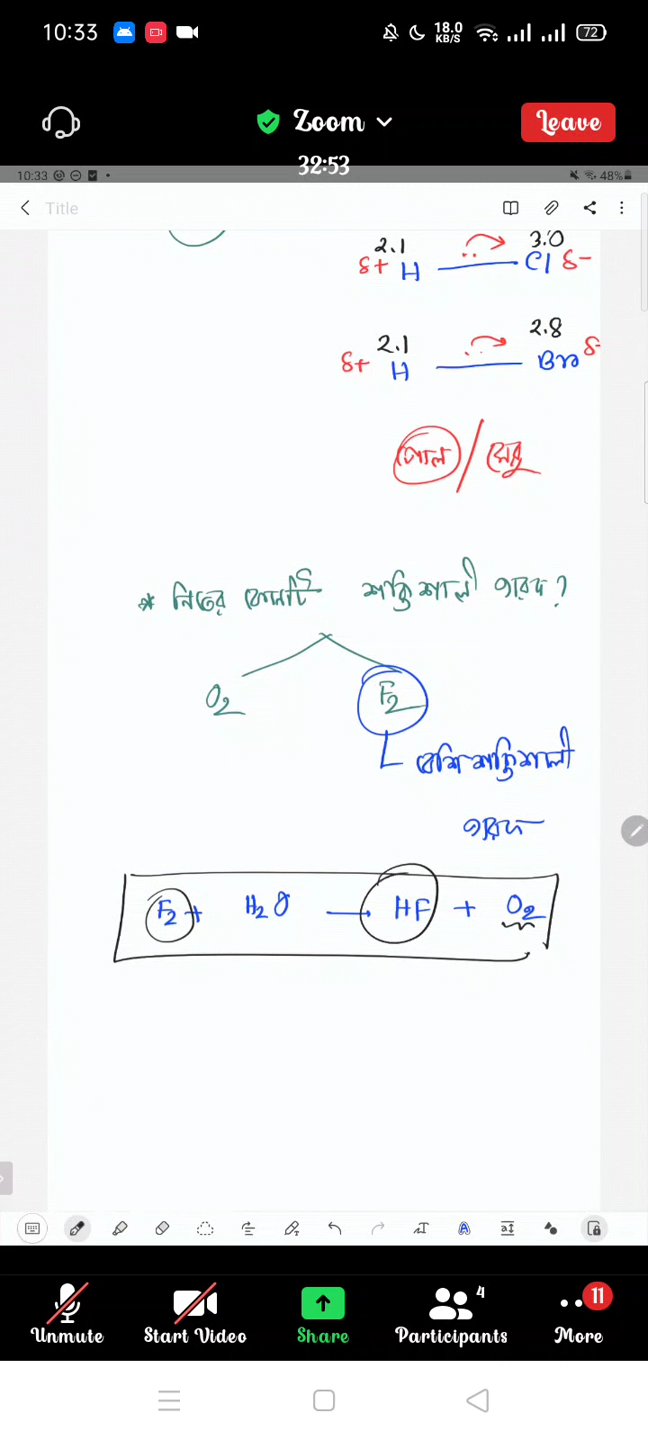 10:33 18.0 KB/S 72
Zoom Leave
32:53
10:33 48%
Title
2.1 3.0
δ+ H Cl δ-
2.1 2.8
δ+ H Br δ-
পোল / মেরু
* নিচের কোনটি শক্তিশালী জারক?
O2 F2
বেশি শক্তিশালী
জারক
F2 + H2O → HF + O2
4 11
Unmute Start Video Share Participants More